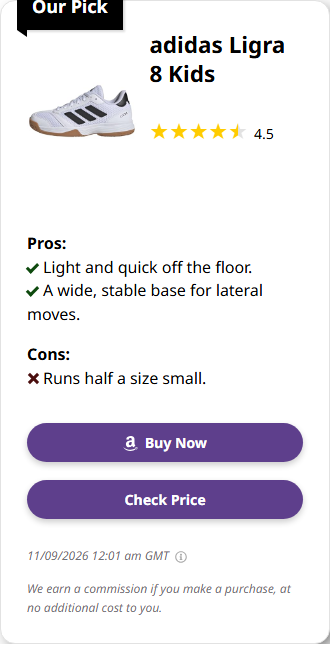 Our Pick
adidas Ligra
8 Kids
4.5
Pros:
Light and quick off the floor.
A wide, stable base for lateral
moves.
Cons:
Runs half a size small.
Buy Now
Check Price
11/09/2026 12:01 am GMT
We earn a commission if you make a purchase, at
no additional cost to you.